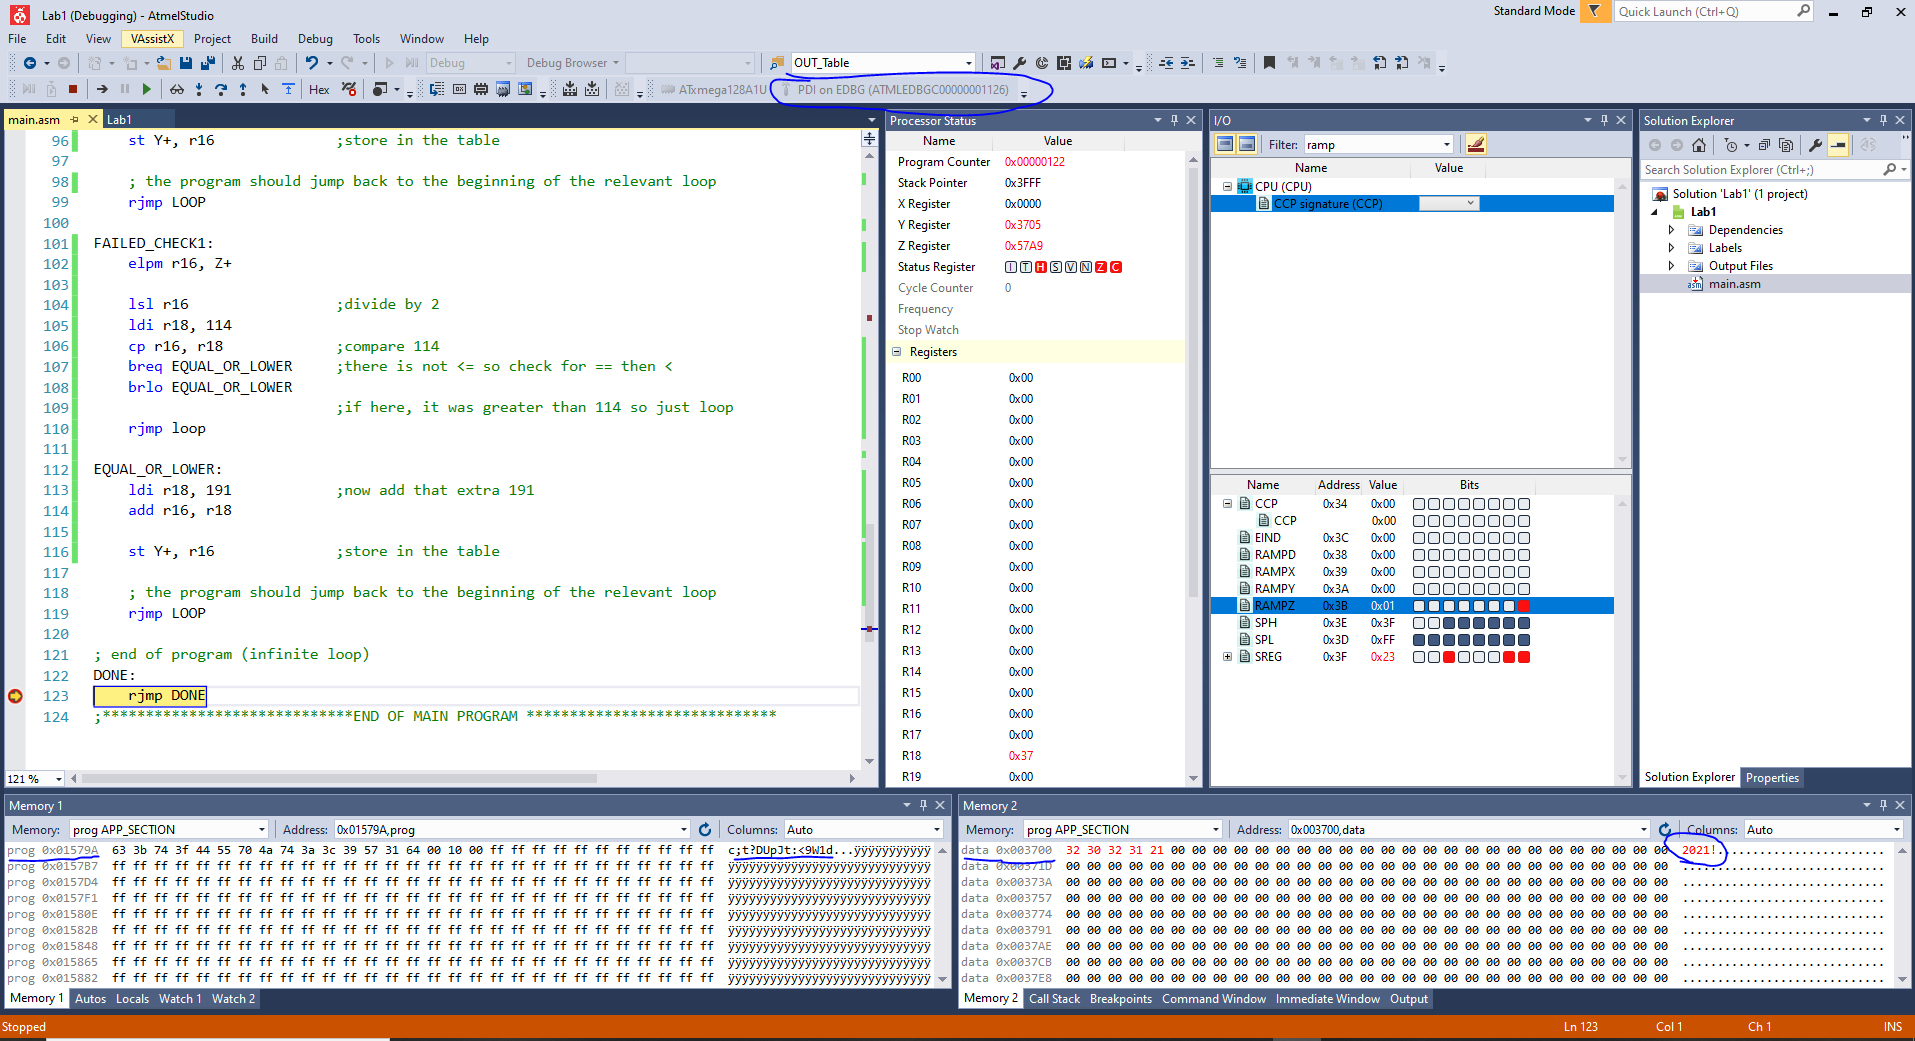 Lab1 (Debugging) - AtmelStudio
Standard Mode
Quick Launch (Ctrl+Q)
File Edit View VAssistX Project Build Debug Tools Window Help
Debug Debug Browser OUT_Table
Hex ATxmega128A1U PDI on EDBG (ATMLEDBGC00000001126)
main.asm Lab1
96 st Y+, r16 ;store in the table
97
98 ; the program should jump back to the beginning of the relevant loop
99 rjmp LOOP
100
101 FAILED_CHECK1:
102 elpm r16, Z+
103
104 lsl r16 ;divide by 2
105 ldi r18, 114
106 cp r16, r18 ;compare 114
107 breq EQUAL_OR_LOWER ;there is not <= so check for == then <
108 brlo EQUAL_OR_LOWER
109 ;if here, it was greater than 114 so just loop
110 rjmp loop
111
112 EQUAL_OR_LOWER:
113 ldi r18, 191 ;now add that extra 191
114 add r16, r18
115
116 st Y+, r16 ;store in the table
117
118 ; the program should jump back to the beginning of the relevant loop
119 rjmp LOOP
120
121 ; end of program (infinite loop)
122 DONE:
123 rjmp DONE
124 ;*****************************END OF MAIN PROGRAM *****************************
121 %
Processor Status
Name Value
Program Counter 0x00000122
Stack Pointer 0x3FFF
X Register 0x0000
Y Register 0x3705
Z Register 0x57A9
Status Register I T H S V N Z C
Cycle Counter 0
Frequency
Stop Watch
Registers
R00 0x00
R01 0x00
R02 0x00
R03 0x00
R04 0x00
R05 0x00
R06 0x00
R07 0x00
R08 0x00
R09 0x00
R10 0x00
R11 0x00
R12 0x00
R13 0x00
R14 0x00
R15 0x00
R16 0x00
R17 0x00
R18 0x37
R19 0x00
I/O
Filter: ramp
Name Value
CPU (CPU)
CCP signature (CCP)
Name Address Value Bits
CCP 0x34 0x00
CCP 0x00
EIND 0x3C 0x00
RAMPD 0x38 0x00
RAMPX 0x39 0x00
RAMPY 0x3A 0x00
RAMPZ 0x3B 0x01
SPH 0x3E 0x3F
SPL 0x3D 0xFF
SREG 0x3F 0x23
Solution Explorer
Search Solution Explorer (Ctrl+;)
Solution 'Lab1' (1 project)
Lab1
Dependencies
Labels
Output Files
main.asm
Solution Explorer Properties
Memory 1
Memory: prog APP_SECTION Address: 0x01579A,prog Columns: Auto
prog 0x01579A 63 3b 74 3f 44 55 70 4a 74 3a 3c 39 57 31 64 00 10 00 ff ff ff ff ff ff ff ff ff ff ff c;t?DUpJt:<9W1d...ÿÿÿÿÿÿÿÿÿÿÿ
prog 0x0157B7 ff ff ff ff ff ff ff ff ff ff ff ff ff ff ff ff ff ff ff ff ff ff ff ff ff ff ff ff ff ÿÿÿÿÿÿÿÿÿÿÿÿÿÿÿÿÿÿÿÿÿÿÿÿÿÿÿÿÿ
prog 0x0157D4 ff ff ff ff ff ff ff ff ff ff ff ff ff ff ff ff ff ff ff ff ff ff ff ff ff ff ff ff ff ÿÿÿÿÿÿÿÿÿÿÿÿÿÿÿÿÿÿÿÿÿÿÿÿÿÿÿÿÿ
prog 0x0157F1 ff ff ff ff ff ff ff ff ff ff ff ff ff ff ff ff ff ff ff ff ff ff ff ff ff ff ff ff ff ÿÿÿÿÿÿÿÿÿÿÿÿÿÿÿÿÿÿÿÿÿÿÿÿÿÿÿÿÿ
prog 0x01580E ff ff ff ff ff ff ff ff ff ff ff ff ff ff ff ff ff ff ff ff ff ff ff ff ff ff ff ff ff ÿÿÿÿÿÿÿÿÿÿÿÿÿÿÿÿÿÿÿÿÿÿÿÿÿÿÿÿÿ
prog 0x01582B ff ff ff ff ff ff ff ff ff ff ff ff ff ff ff ff ff ff ff ff ff ff ff ff ff ff ff ff ff ÿÿÿÿÿÿÿÿÿÿÿÿÿÿÿÿÿÿÿÿÿÿÿÿÿÿÿÿÿ
prog 0x015848 ff ff ff ff ff ff ff ff ff ff ff ff ff ff ff ff ff ff ff ff ff ff ff ff ff ff ff ff ff ÿÿÿÿÿÿÿÿÿÿÿÿÿÿÿÿÿÿÿÿÿÿÿÿÿÿÿÿÿ
prog 0x015865 ff ff ff ff ff ff ff ff ff ff ff ff ff ff ff ff ff ff ff ff ff ff ff ff ff ff ff ff ff ÿÿÿÿÿÿÿÿÿÿÿÿÿÿÿÿÿÿÿÿÿÿÿÿÿÿÿÿÿ
prog 0x015882 ff ff ff ff ff ff ff ff ff ff ff ff ff ff ff ff ff ff ff ff ff ff ff ff ff ff ff ff ff ÿÿÿÿÿÿÿÿÿÿÿÿÿÿÿÿÿÿÿÿÿÿÿÿÿÿÿÿÿ
Memory 1 Autos Locals Watch 1 Watch 2
Memory 2
Memory: prog APP_SECTION Address: 0x003700,data Columns: Auto
data 0x003700 32 30 32 31 21 00 00 00 00 00 00 00 00 00 00 00 00 00 00 00 00 00 00 00 00 00 00 00 00 2021!........................
data 0x00371D 00 00 00 00 00 00 00 00 00 00 00 00 00 00 00 00 00 00 00 00 00 00 00 00 00 00 00 00 00 .............................
data 0x00373A 00 00 00 00 00 00 00 00 00 00 00 00 00 00 00 00 00 00 00 00 00 00 00 00 00 00 00 00 00 .............................
data 0x003757 00 00 00 00 00 00 00 00 00 00 00 00 00 00 00 00 00 00 00 00 00 00 00 00 00 00 00 00 00 .............................
data 0x003774 00 00 00 00 00 00 00 00 00 00 00 00 00 00 00 00 00 00 00 00 00 00 00 00 00 00 00 00 00 .............................
data 0x003791 00 00 00 00 00 00 00 00 00 00 00 00 00 00 00 00 00 00 00 00 00 00 00 00 00 00 00 00 00 .............................
data 0x0037AE 00 00 00 00 00 00 00 00 00 00 00 00 00 00 00 00 00 00 00 00 00 00 00 00 00 00 00 00 00 .............................
data 0x0037CB 00 00 00 00 00 00 00 00 00 00 00 00 00 00 00 00 00 00 00 00 00 00 00 00 00 00 00 00 00 .............................
data 0x0037E8 00 00 00 00 00 00 00 00 00 00 00 00 00 00 00 00 00 00 00 00 00 00 00 00 00 00 00 00 00 .............................
Memory 2 Call Stack Breakpoints Command Window Immediate Window Output
Stopped Ln 123 Col 1 Ch 1 INS